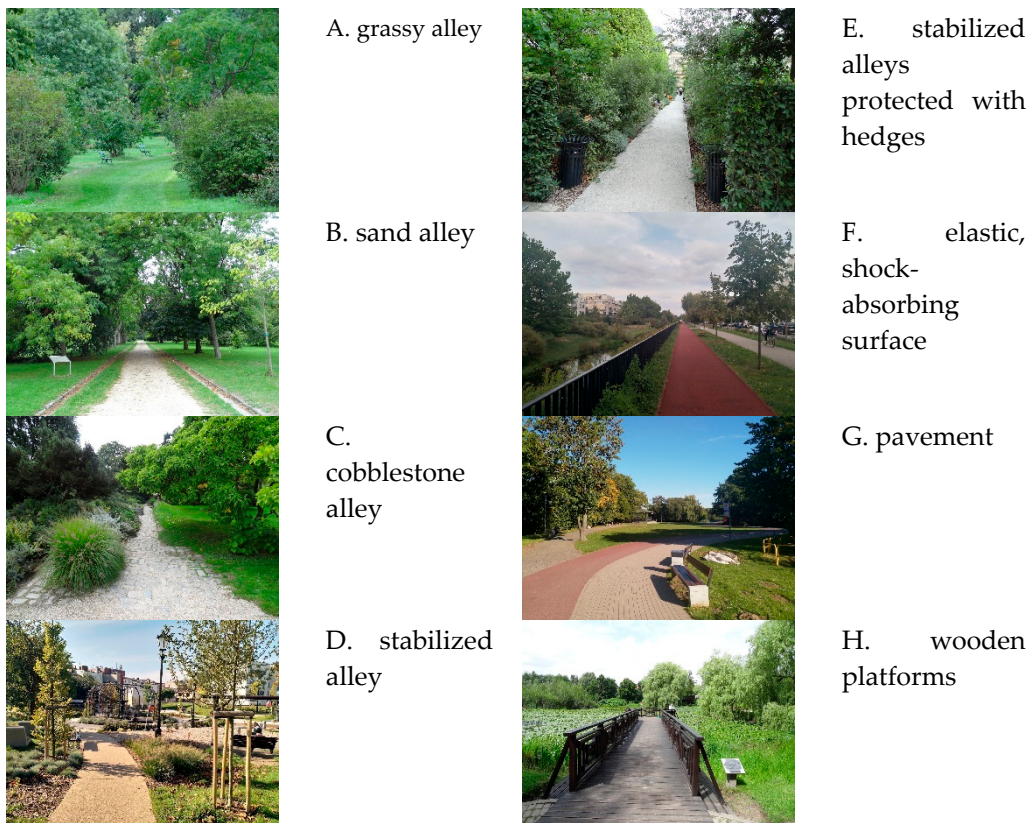 A. grassy alley
B. sand alley
C.
cobblestone
alley
D. stabilized
alley
E. stabilized
alleys
protected with
hedges
F. elastic,
shock-
absorbing
surface
G. pavement
H. wooden
platforms